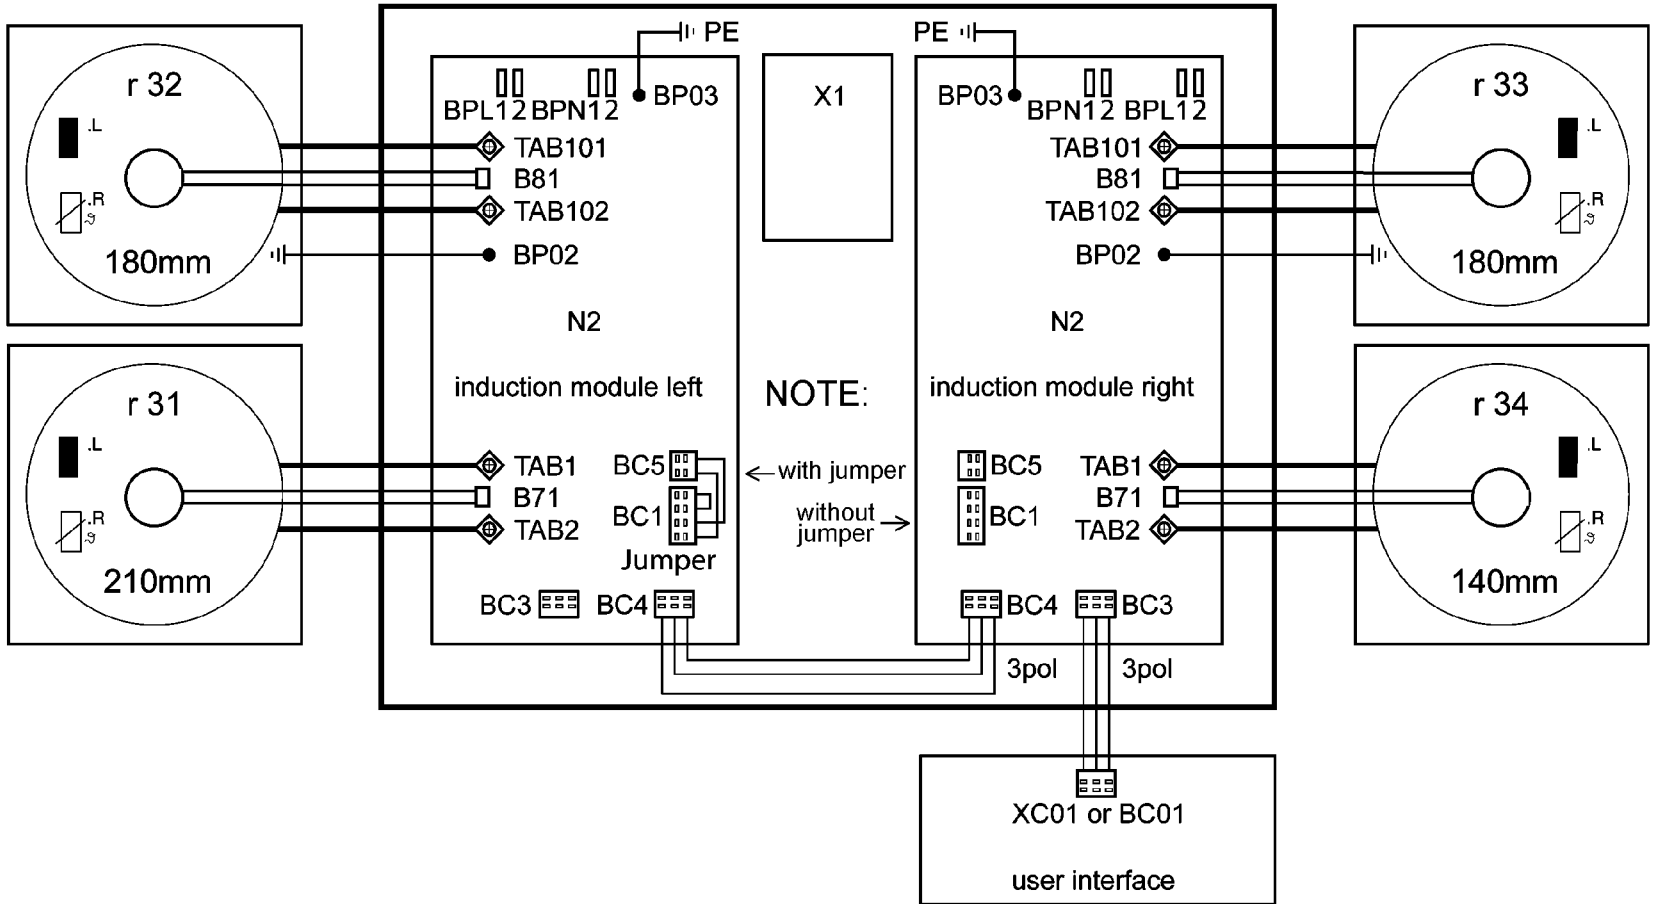 PE
PE
r 32
.L
.R
ϑ
180mm
BPL12 BPN12
BP03
TAB101
B81
TAB102
BP02
N2
induction module left
X1
BP03
BPN12 BPL12
TAB101
B81
TAB102
BP02
N2
induction module right
r 33
.L
.R
ϑ
180mm
r 31
.L
.R
ϑ
210mm
TAB1
B71
TAB2
BC5
BC1
Jumper
BC3
BC4
NOTE:
with jumper
without
jumper
BC5
BC1
TAB1
B71
TAB2
BC4
BC3
3pol
3pol
r 34
.L
.R
ϑ
140mm
XC01 or BC01
user interface